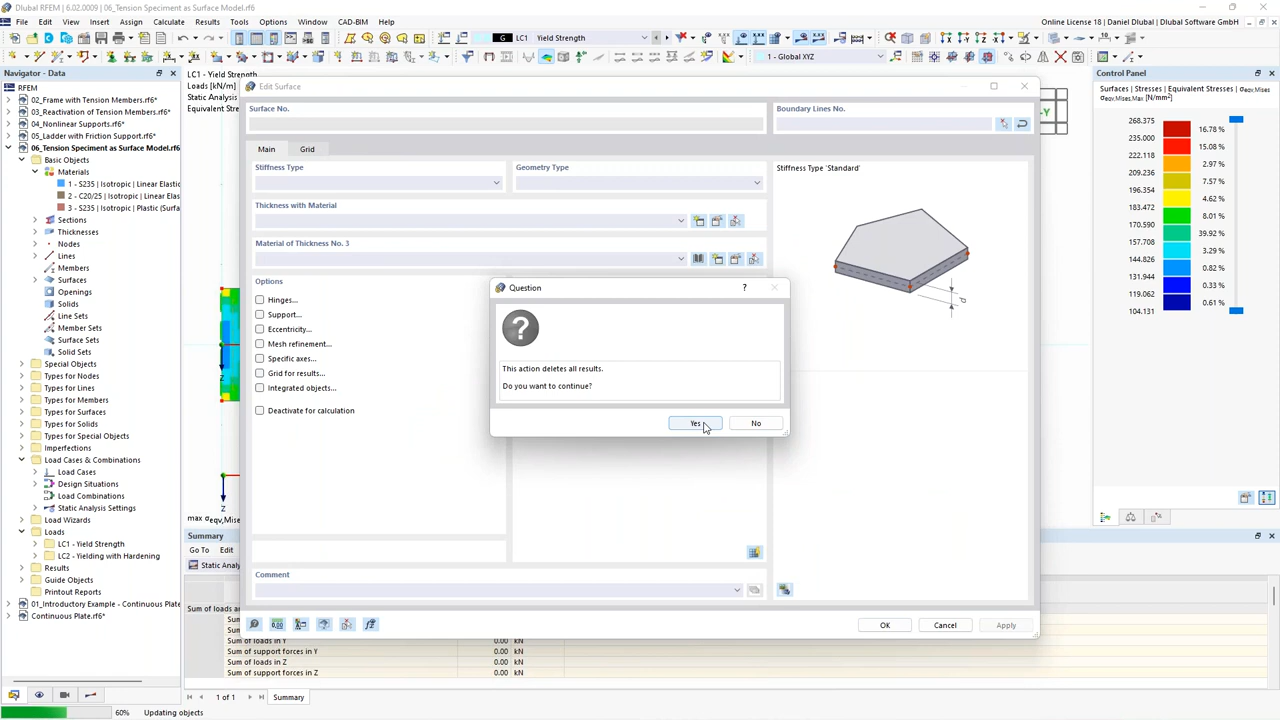 Dlubal RFEM | 6.02.0009 | 06_Tension Speciment as Surface Model.rf6*
File Edit View Insert Assign Calculate Results Tools Options Window CAD-BIM Help
Online License 18 | Daniel Dlubal | Dlubal Software GmbH
G LC1 Yield Strength
1 - Global XYZ
Navigator - Data
RFEM
02_Frame with Tension Members.rf6*
03_Reactivation of Tension Members.rf6*
04_Nonlinear Supports.rf6*
05_Ladder with Friction Support.rf6*
06_Tension Speciment as Surface Model.rf6
Basic Objects
Materials
1 - S235 | Isotropic | Linear Elastic
2 - C20/25 | Isotropic | Linear Elas
3 - S235 | Isotropic | Plastic (Surfa
Sections
Thicknesses
Nodes
Lines
Members
Surfaces
Openings
Solids
Line Sets
Member Sets
Surface Sets
Solid Sets
Special Objects
Types for Nodes
Types for Lines
Types for Members
Types for Surfaces
Types for Solids
Types for Special Objects
Imperfections
Load Cases & Combinations
Load Cases
Design Situations
Load Combinations
Static Analysis Settings
Load Wizards
Loads
LC1 - Yield Strength
LC2 - Yielding with Hardening
Results
Guide Objects
Printout Reports
01_Introductory Example - Continuous Plate
Continuous Plate.rf6*
LC1 - Yield Strength
Loads [kN/m]
Static Analysis
Equivalent Stre
Z
Z
max σeqv,Mise
Edit Surface
Surface No.
Boundary Lines No.
Main Grid
Stiffness Type
Geometry Type
Stiffness Type 'Standard'
Thickness with Material
Material of Thickness No. 3
Options
Hinges...
Support...
Eccentricity...
Mesh refinement...
Specific axes...
Grid for results...
Integrated objects...
Deactivate for calculation
d
Comment
OK Cancel Apply
Question
?
This action deletes all results.
Do you want to continue?
Yes No
-Y
Control Panel
Surfaces | Stresses | Equivalent Stresses | σeqv,Mises
σeqv,Mises,Max [N/mm²]
268.375
235.000
222.118
209.236
196.354
183.472
170.590
157.708
144.826
131.944
119.062
104.131
16.78 %
15.08 %
2.97 %
7.57 %
4.62 %
8.01 %
39.92 %
3.29 %
0.82 %
0.33 %
0.61 %
Summary
Go To Edit
Static Analy
Sum of loads a
Sum
Sum
Sum of loads in Y 0.00 kN
Sum of support forces in Y 0.00 kN
Sum of loads in Z 0.00 kN
Sum of support forces in Z 0.00 kN
1 of 1 Summary
60% Updating objects